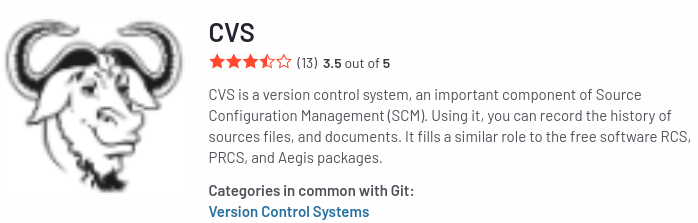 CVS
(13) 3.5 out of 5
CVS is a version control system, an important component of Source
Configuration Management (SCM). Using it, you can record the history of
sources files, and documents. It fills a similar role to the free software RCS,
PRCS, and Aegis packages.
Categories in common with Git:
Version Control Systems